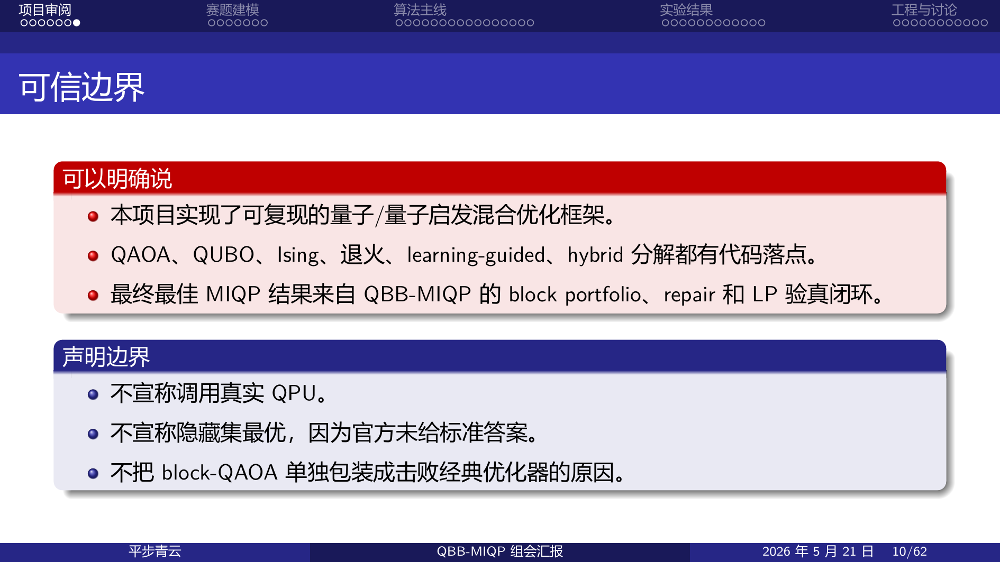 项目审阅 赛题建模 算法主线 实验结果 工程与讨论
可信边界
可以明确说
本项目实现了可复现的量子/量子启发混合优化框架。
QAOA、QUBO、Ising、退火、learning-guided、hybrid 分解都有代码落点。
最终最佳 MIQP 结果来自 QBB-MIQP 的 block portfolio、repair 和 LP 验真闭环。
声明边界
不宣称调用真实 QPU。
不宣称隐藏集最优，因为官方未给标准答案。
不把 block-QAOA 单独包装成击败经典优化器的原因。
平步青云 QBB-MIQP 组会汇报 2026 年 5 月 21 日 10/62